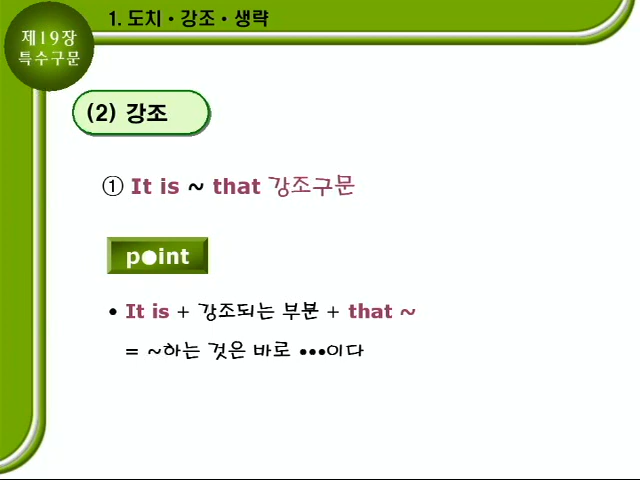 1. 도치 • 강조 • 생략
제19장
특수구문
(2) 강조
① It is ~ that 강조구문
point
• It is + 강조되는 부분 + that ~
= ~하는 것은 바로 •••이다